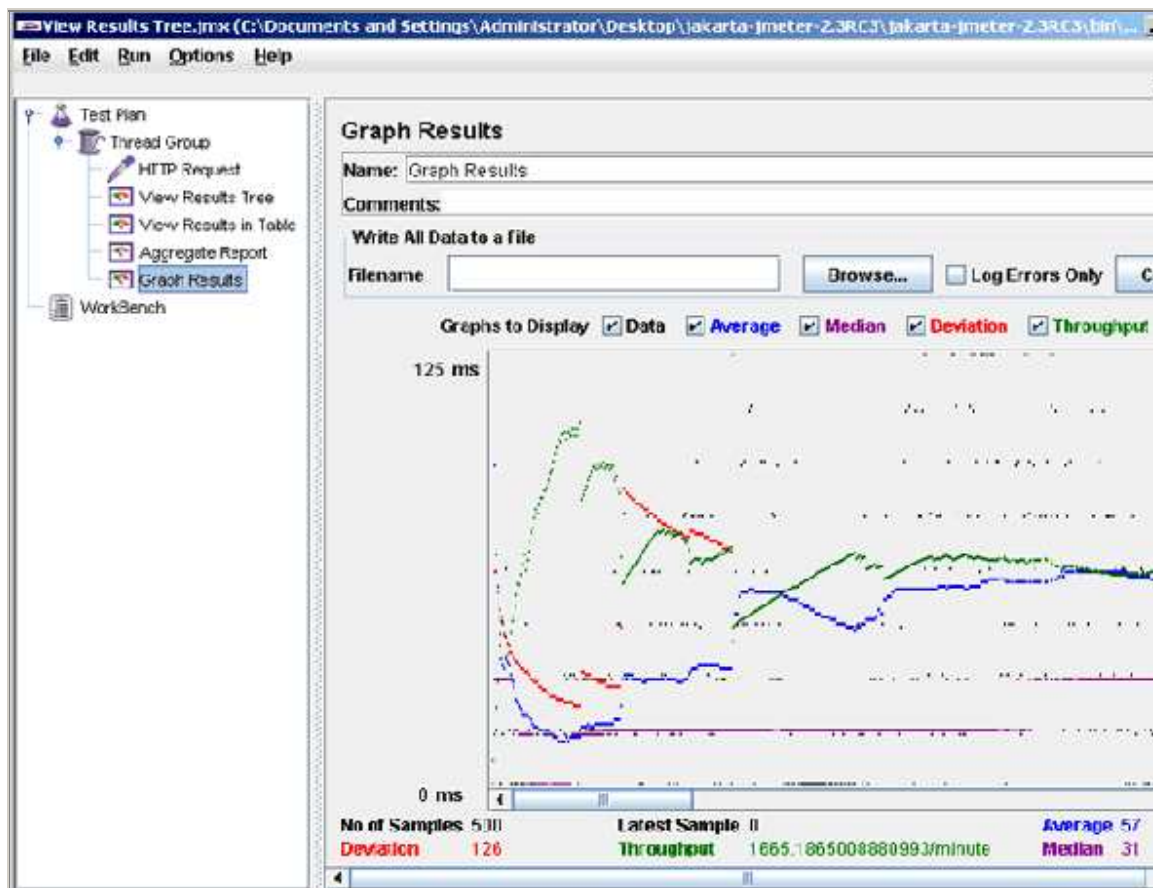 View Results Tree.jmx (C:\Documents and Settings\Administrator\Desktop\jakarta-jmeter-2.3RC3\jakarta-jmeter-2.3RC3\bin\...
File Edit Run Options Help
Test Plan
Thread Group
HTTP Request
View Results Tree
View Results in Table
Aggregate Report
Graph Results
WorkBench
Graph Results
Name: Graph Results
Comments:
Write All Data to a file
Filename Browse... Log Errors Only C
Graphs to Display Data Average Median Deviation Throughput
125 ms
0 ms
No of Samples Latest Sample 0 Average 57
Deviation 126 Throughput 1665.1865008880993/minute Median 31